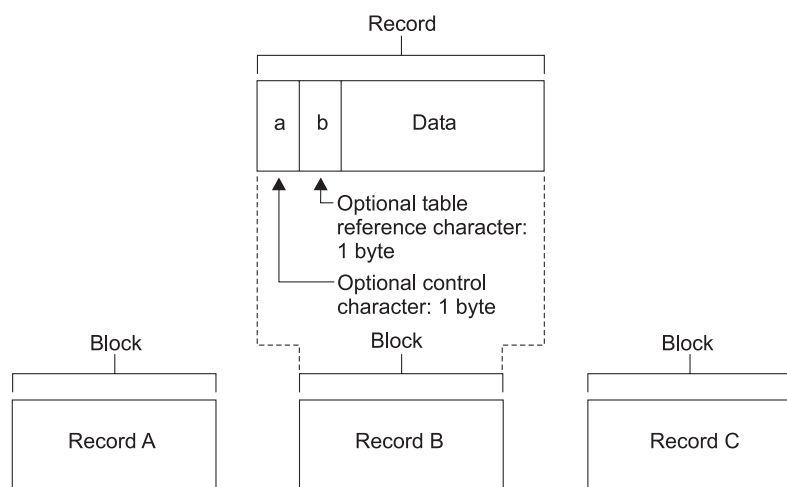 Record
a
b
Data
Optional table
reference character:
1 byte
Optional control
character: 1 byte
Block
Block
Block
Record A
Record B
Record C